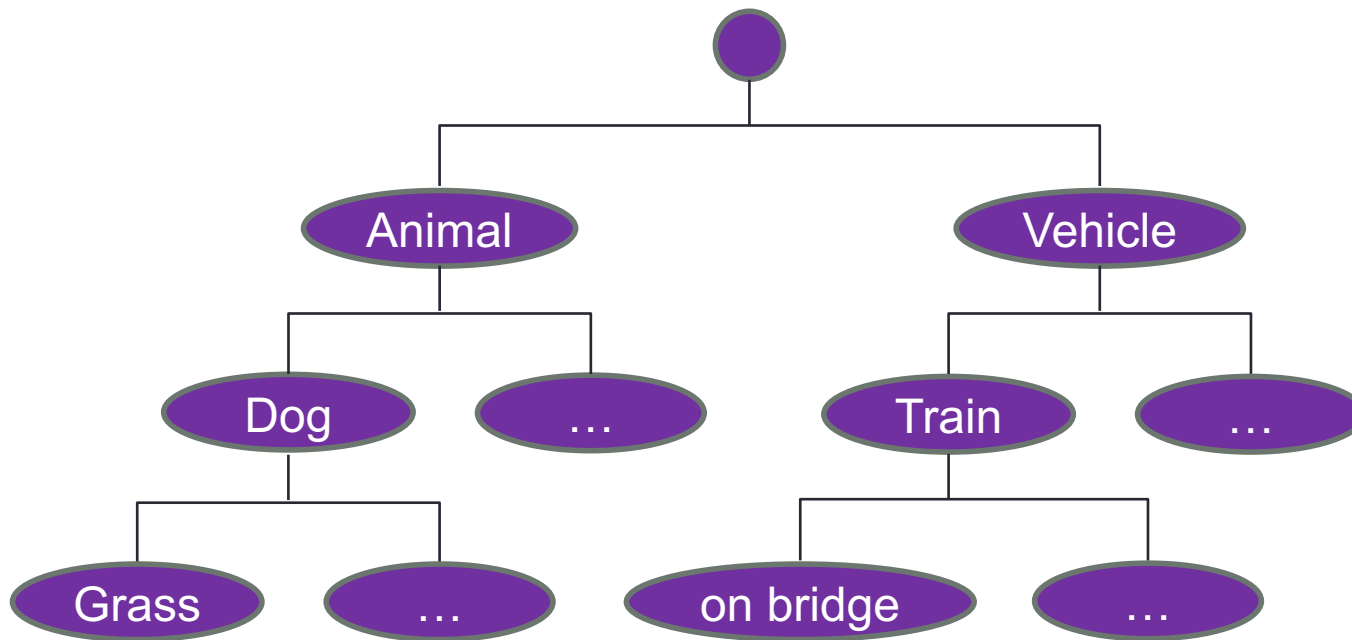 Animal
Vehicle
Dog
…
Train
…
Grass
…
on bridge
…